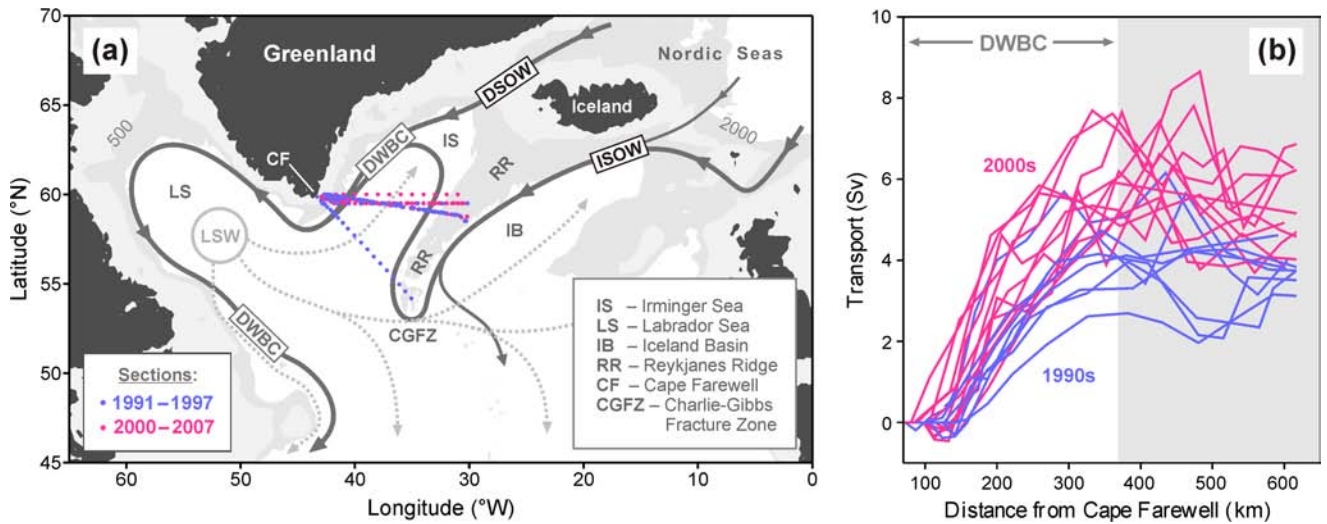 (a)
Greenland
Nordic Seas
DSOW
Iceland
500
2000
CF
DWBC
IS
RR
ISOW
LS
LSW
IB
RR
DWBC
CGFZ
IS – Irminger Sea
LS – Labrador Sea
IB – Iceland Basin
RR – Reykjanes Ridge
CF – Cape Farewell
CGFZ – Charlie-Gibbs
Fracture Zone
Sections:
1991–1997
2000–2007
70
65
60
55
50
45
Latitude (°N)
60
50
40
30
20
10
0
Longitude (°W)
(b)
DWBC
2000s
1990s
10
8
6
4
2
0
Transport (Sv)
100
200
300
400
500
600
Distance from Cape Farewell (km)